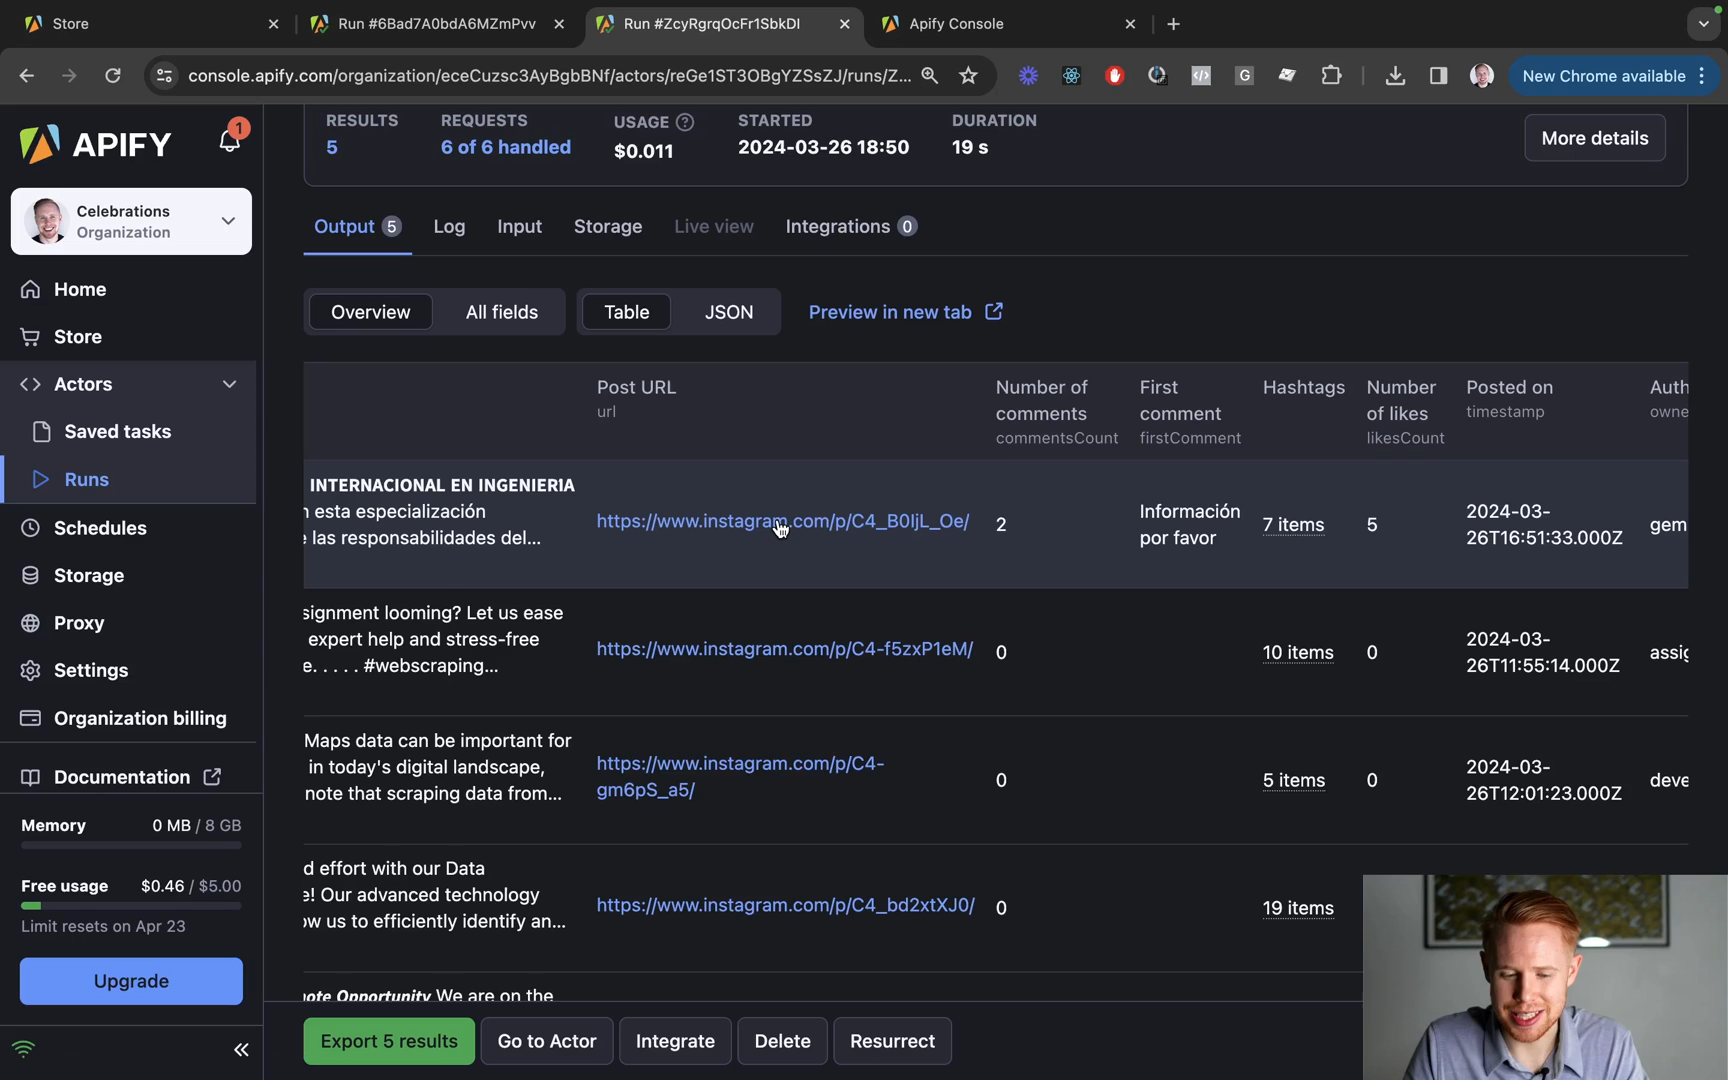 Store
Run #6Bad7A0bdA6MZmPvv
Run #ZcyRgrqOcFr1SbkDl
Apify Console
console.apify.com/organization/eceCuzsc3AyBgbBNf/actors/reGe1ST3OBgYZSsZJ/runs/Z...
New Chrome available
APIFY
1
Celebrations
Organization
Home
Store
Actors
Saved tasks
Runs
Schedules
Storage
Proxy
Settings
Organization billing
Documentation
Memory 0 MB / 8 GB
Free usage $0.46 / $5.00
Limit resets on Apr 23
Upgrade
RESULTS REQUESTS USAGE STARTED DURATION
5 6 of 6 handled $0.011 2024-03-26 18:50 19 s
More details
Output 5 Log Input Storage Live view Integrations 0
Overview All fields Table JSON Preview in new tab
Post URL
url
Number of
comments
commentsCount
First
comment
firstComment
Hashtags
Number
of likes
likesCount
Posted on
timestamp
Auth
owne
INTERNACIONAL EN INGENIERIA
esta especialización
las responsabilidades del...
https://www.instagram.com/p/C4_B0IjL_Oe/
2
Información
por favor
7 items
5
2024-03-
26T16:51:33.000Z
gem
signment looming? Let us ease
expert help and stress-free
e. . . . . #webscraping...
https://www.instagram.com/p/C4-f5zxP1eM/
0
10 items
0
2024-03-
26T11:55:14.000Z
assig
Maps data can be important for
in today's digital landscape,
note that scraping data from...
https://www.instagram.com/p/C4-
gm6pS_a5/
0
5 items
0
2024-03-
26T12:01:23.000Z
deve
d effort with our Data
e! Our advanced technology
ow us to efficiently identify an...
https://www.instagram.com/p/C4_bd2xtXJ0/
0
19 items
ote Opportunity We are on the
Export 5 results
Go to Actor
Integrate
Delete
Resurrect